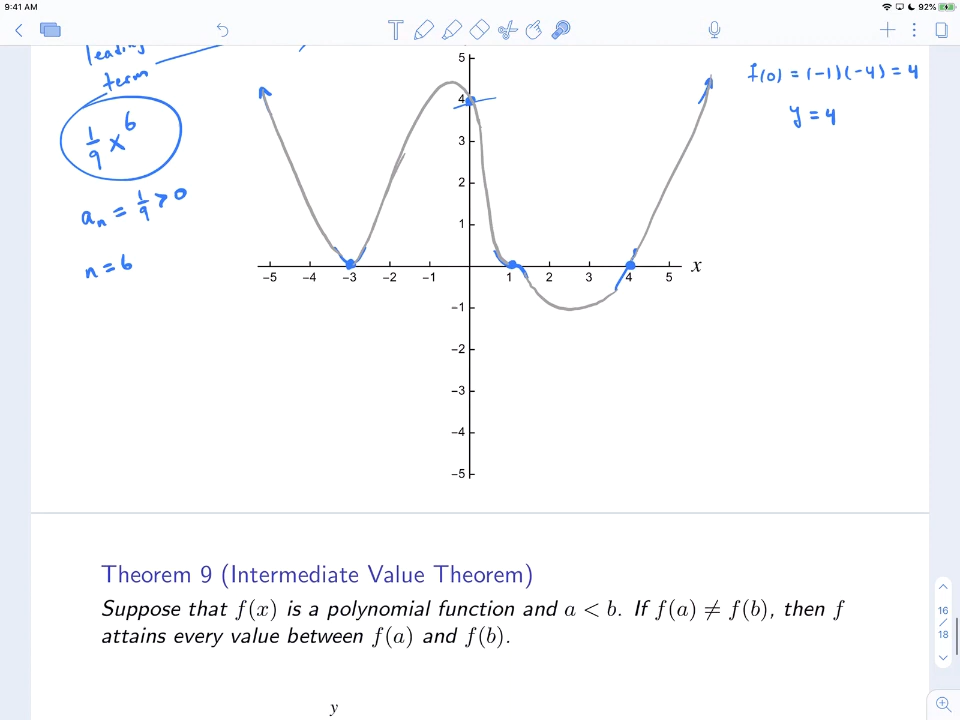 9:41 AM
92%
T
leading
term
1/9 x^6
a_n = 1/9 > 0
n = 6
f(0) = (-1)(-4) = 4
y = 4
5
4
3
2
1
−5 −4 −3 −2 −1 1 2 3 4 5 x
−1
−2
−3
−4
−5
Theorem 9 (Intermediate Value Theorem)
Suppose that f(x) is a polynomial function and a < b. If f(a) ≠ f(b), then f
attains every value between f(a) and f(b).
y
16
/
18